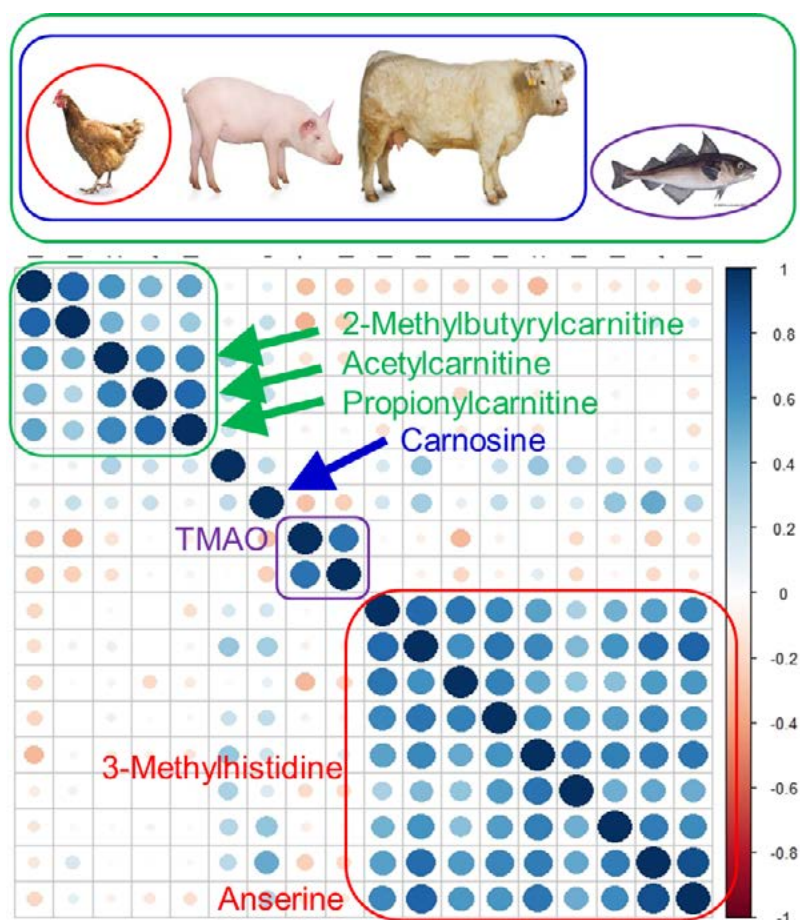 2-Methylbutyrylcarnitine
Acetylcarnitine
Propionylcarnitine
Carnosine
TMAO
3-Methylhistidine
Anserine
1
0.8
0.6
0.4
0.2
0
-0.2
-0.4
-0.6
-0.8
-1